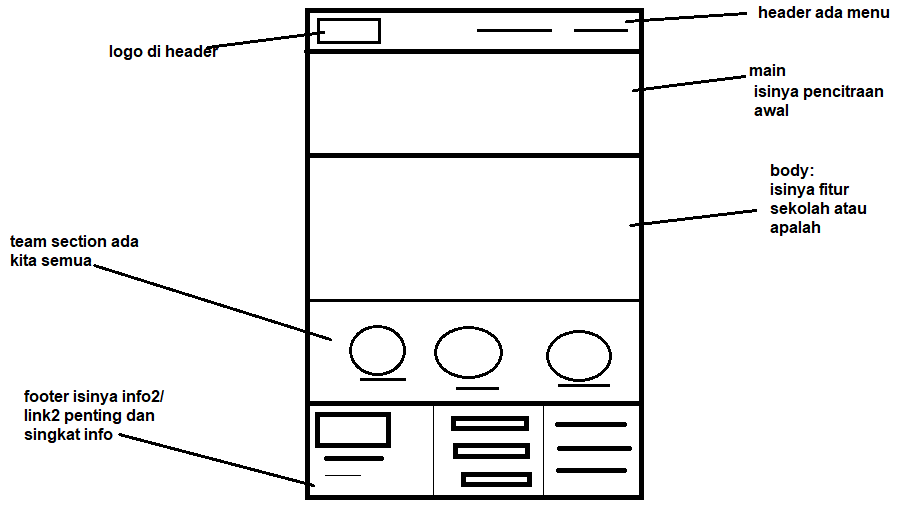 header ada menu
logo di header
main
isinya pencitraan
awal
body:
isinya fitur
sekolah atau
apalah
team section ada
kita semua
footer isinya info2/
link2 penting dan
singkat info